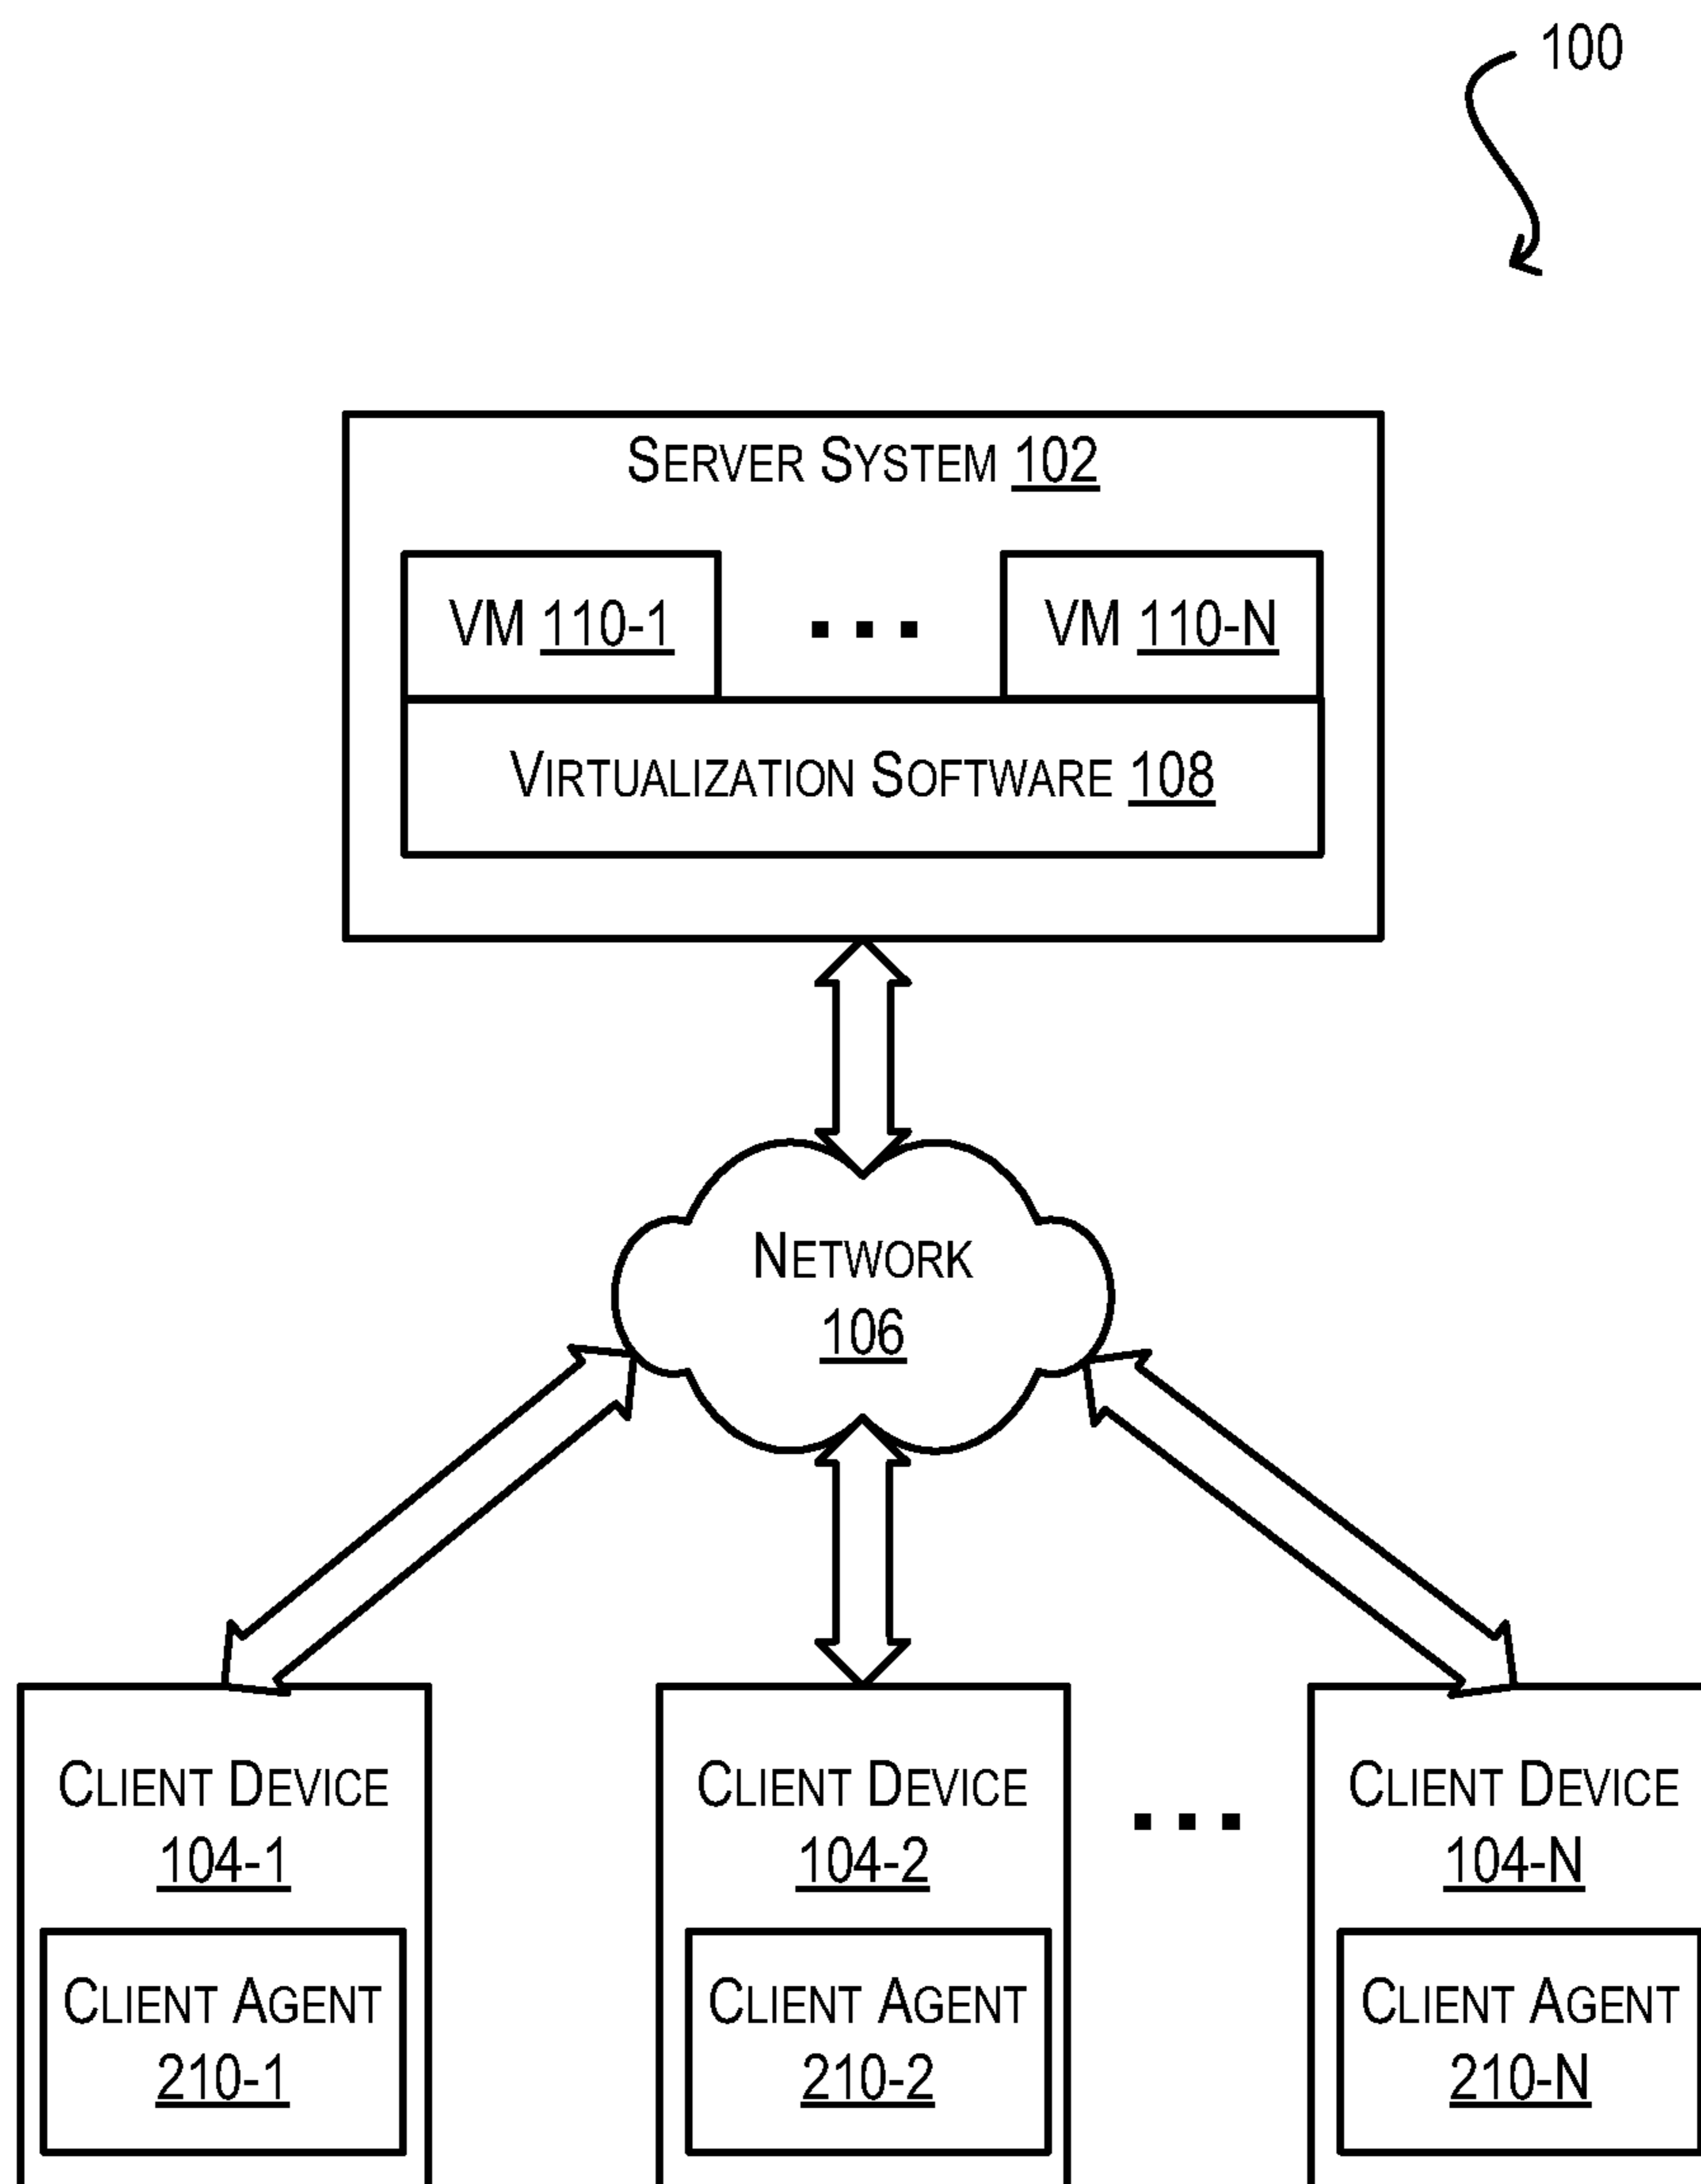 100
SERVER SYSTEM 102
VM 110-1
VM 110-N
VIRTUALIZATION SOFTWARE 108
NETWORK
106
CLIENT DEVICE
104-1
CLIENT AGENT
210-1
CLIENT DEVICE
104-2
CLIENT AGENT
210-2
CLIENT DEVICE
104-N
CLIENT AGENT
210-N